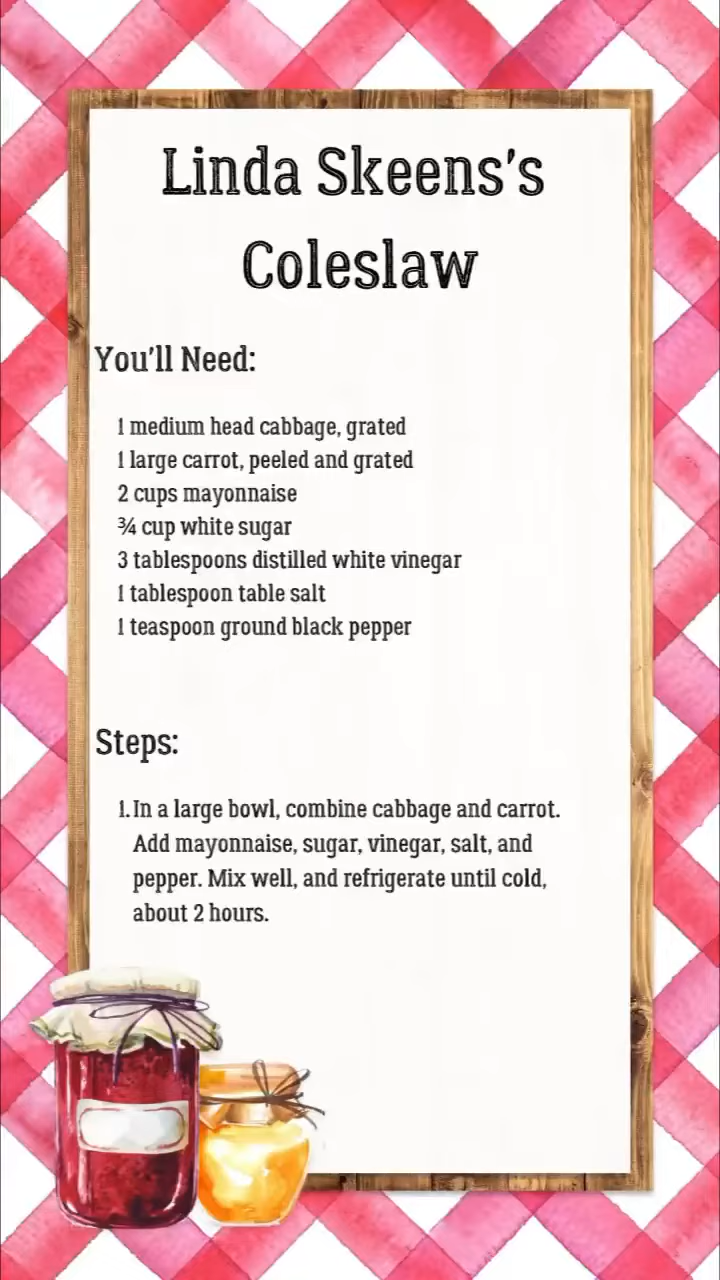 Linda Skeens's
Coleslaw
You'll Need:
1 medium head cabbage, grated
1 large carrot, peeled and grated
2 cups mayonnaise
¾ cup white sugar
3 tablespoons distilled white vinegar
1 tablespoon table salt
1 teaspoon ground black pepper
Steps:
1. In a large bowl, combine cabbage and carrot.
Add mayonnaise, sugar, vinegar, salt, and
pepper. Mix well, and refrigerate until cold,
about 2 hours.